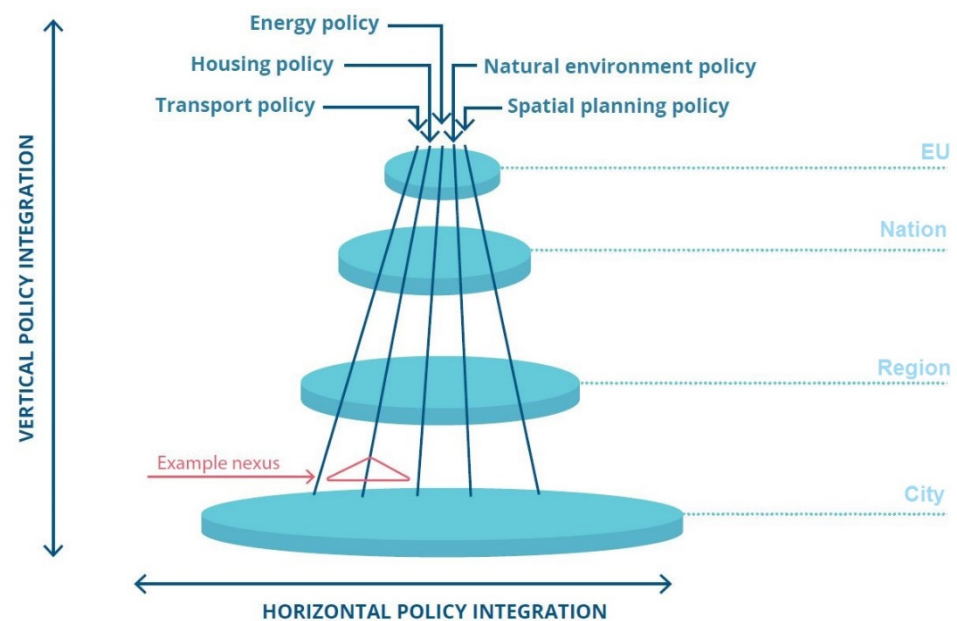 Energy policy
Housing policy
Natural environment policy
Transport policy
Spatial planning policy
EU
Nation
VERTICAL POLICY INTEGRATION
Region
Example nexus
City
HORIZONTAL POLICY INTEGRATION